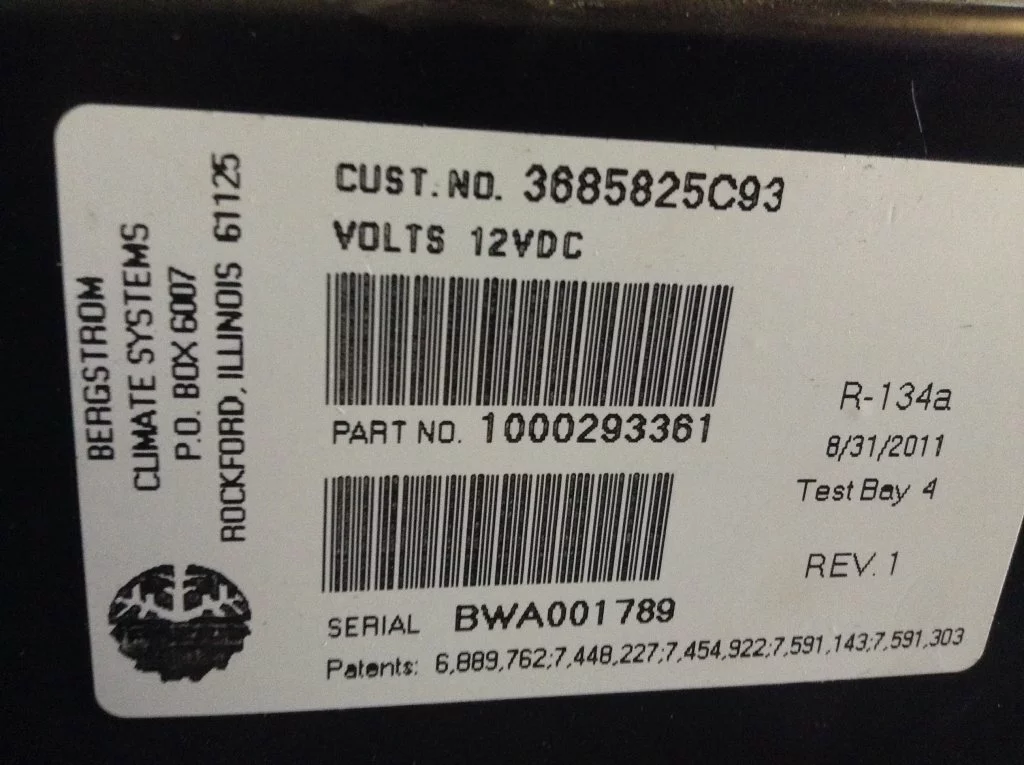 BERGSTROM
CLIMATE SYSTEMS
P.O. BOX 6007
ROCKFORD, ILLINOIS 61125
CUST. NO. 3685825C93
VOLTS 12VDC
PART NO. 1000293361
R-134a
8/31/2011
Test Bay 4
REV. 1
SERIAL BWA001789
Patents: 6,889,762;7,448,227;7,454,922;7,591,143;7,591,303